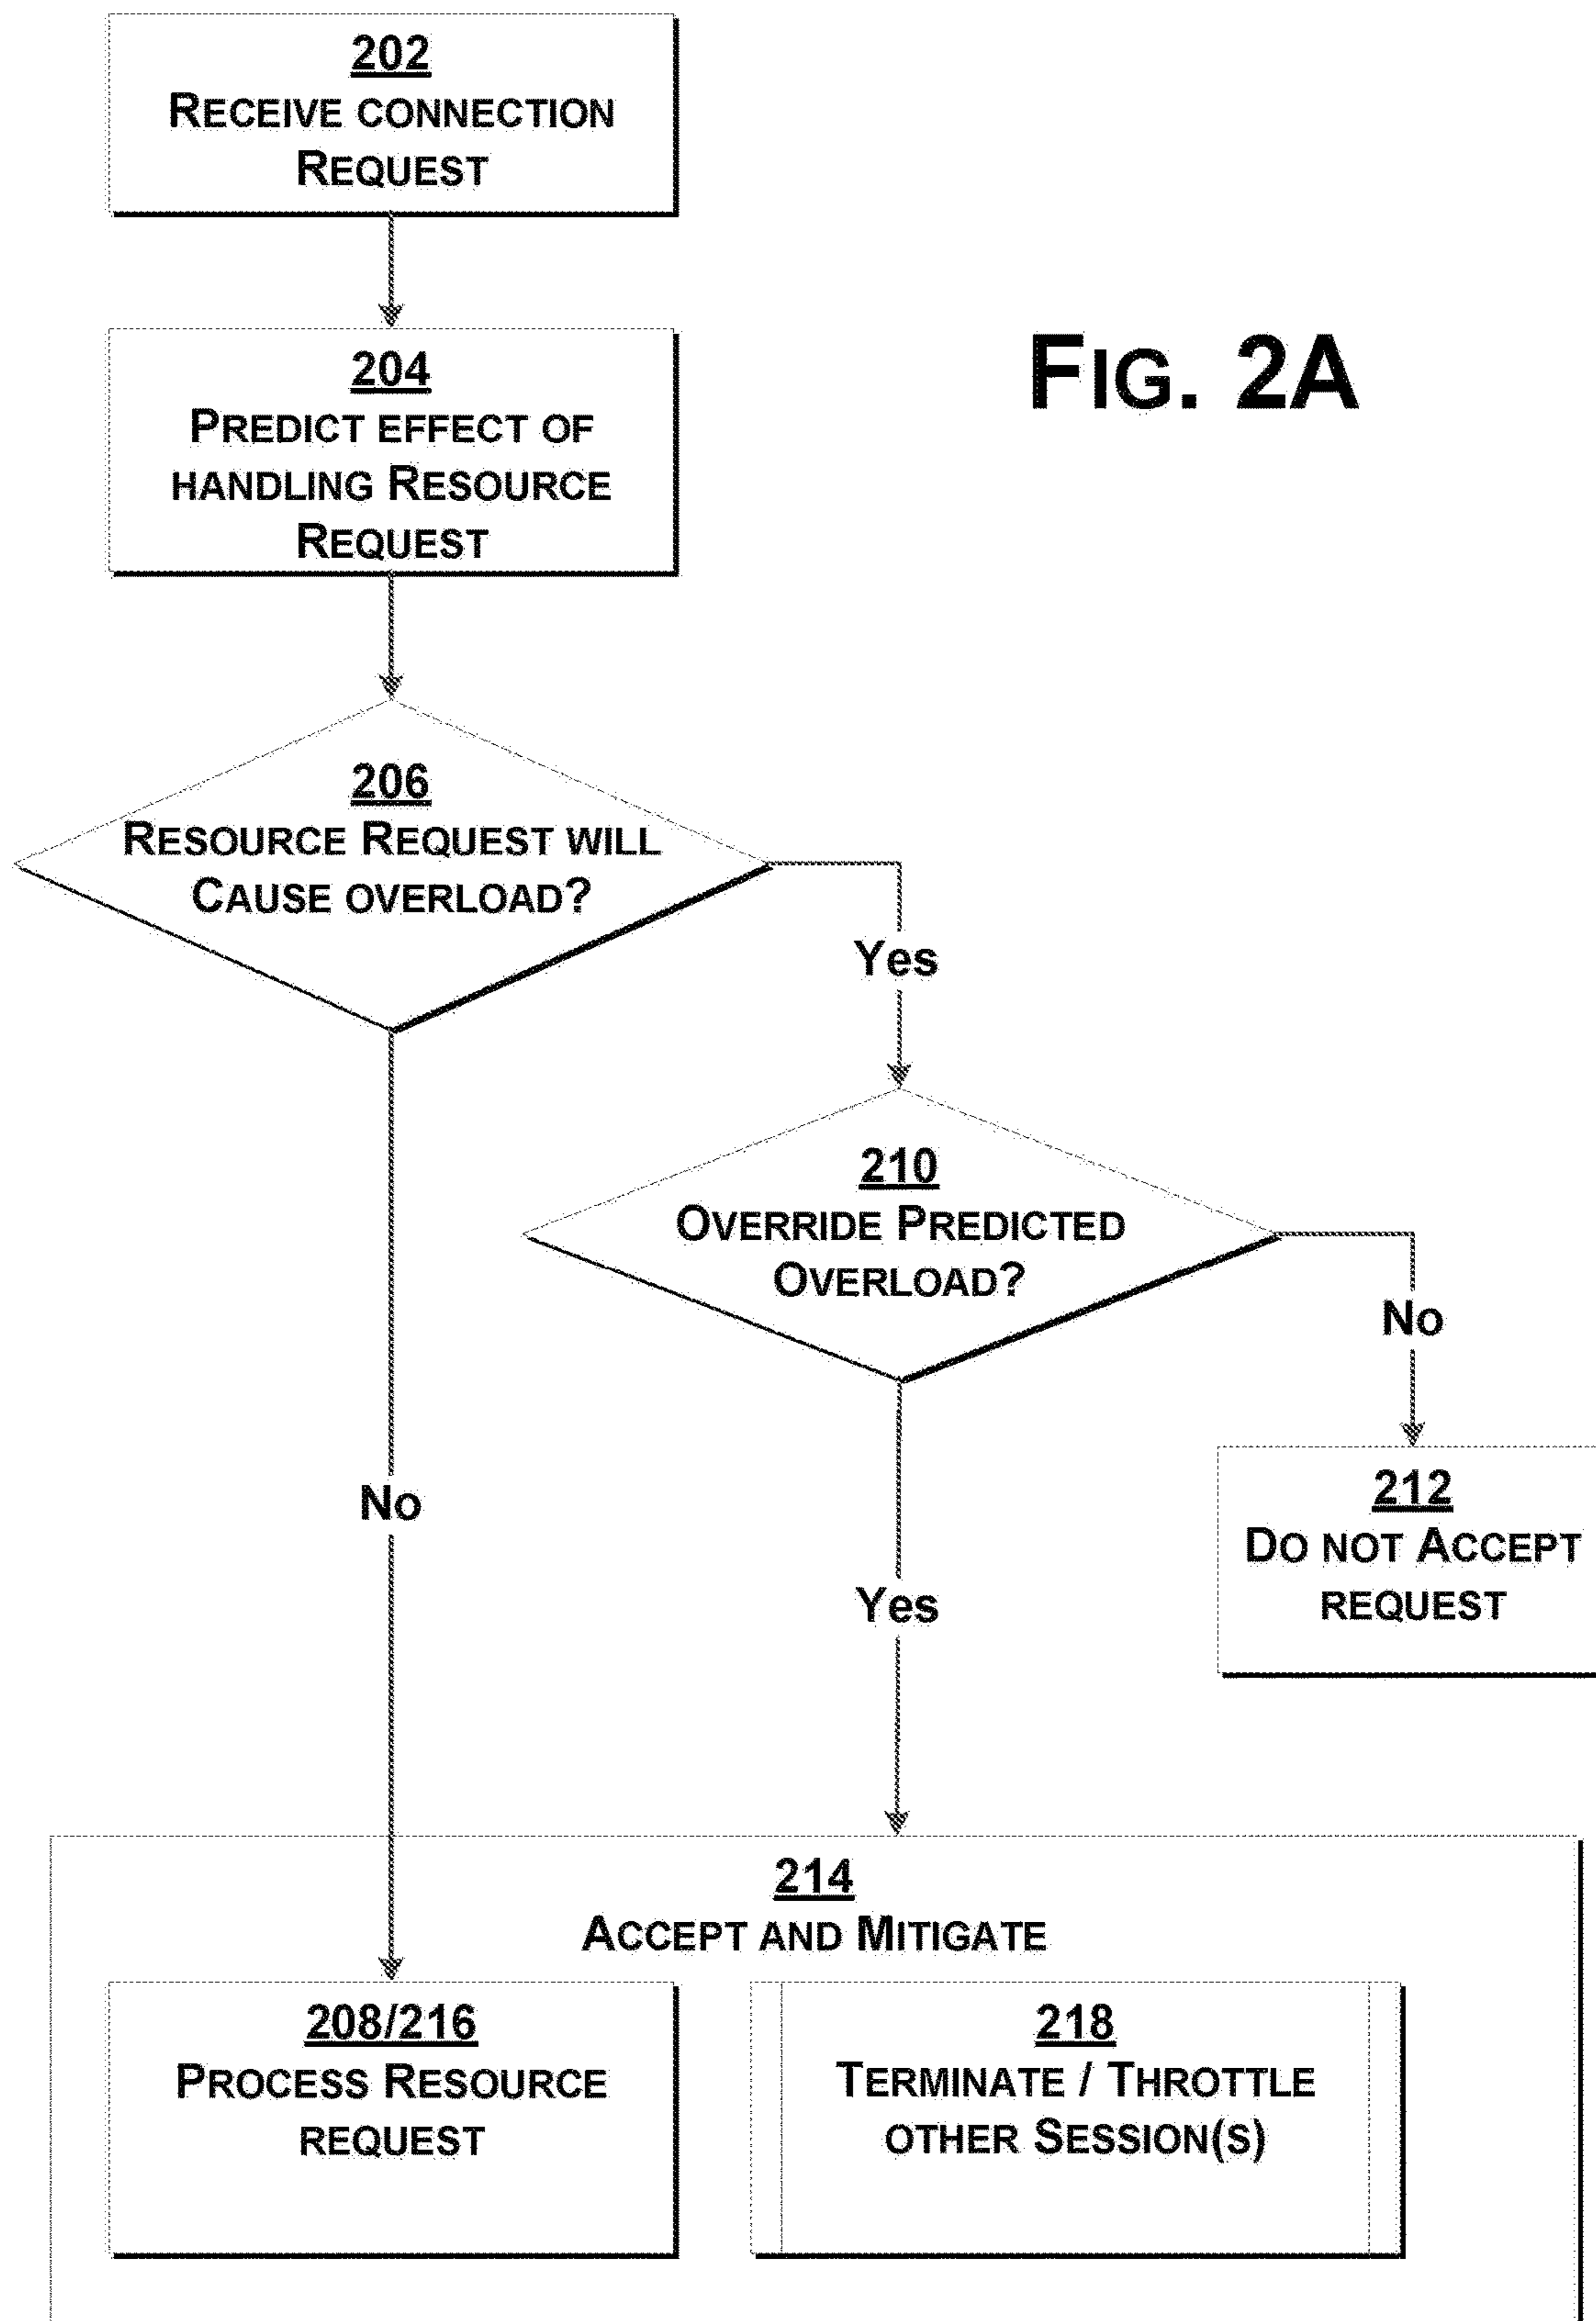 202
RECEIVE CONNECTION
REQUEST
FIG. 2A
204
PREDICT EFFECT OF
HANDLING RESOURCE
REQUEST
206
RESOURCE REQUEST WILL
CAUSE OVERLOAD?
Yes
210
OVERRIDE PREDICTED
OVERLOAD?
No
212
DO NOT ACCEPT
REQUEST
No
Yes
214
ACCEPT AND MITIGATE
208/216
PROCESS RESOURCE
REQUEST
218
TERMINATE / THROTTLE
OTHER SESSION(S)